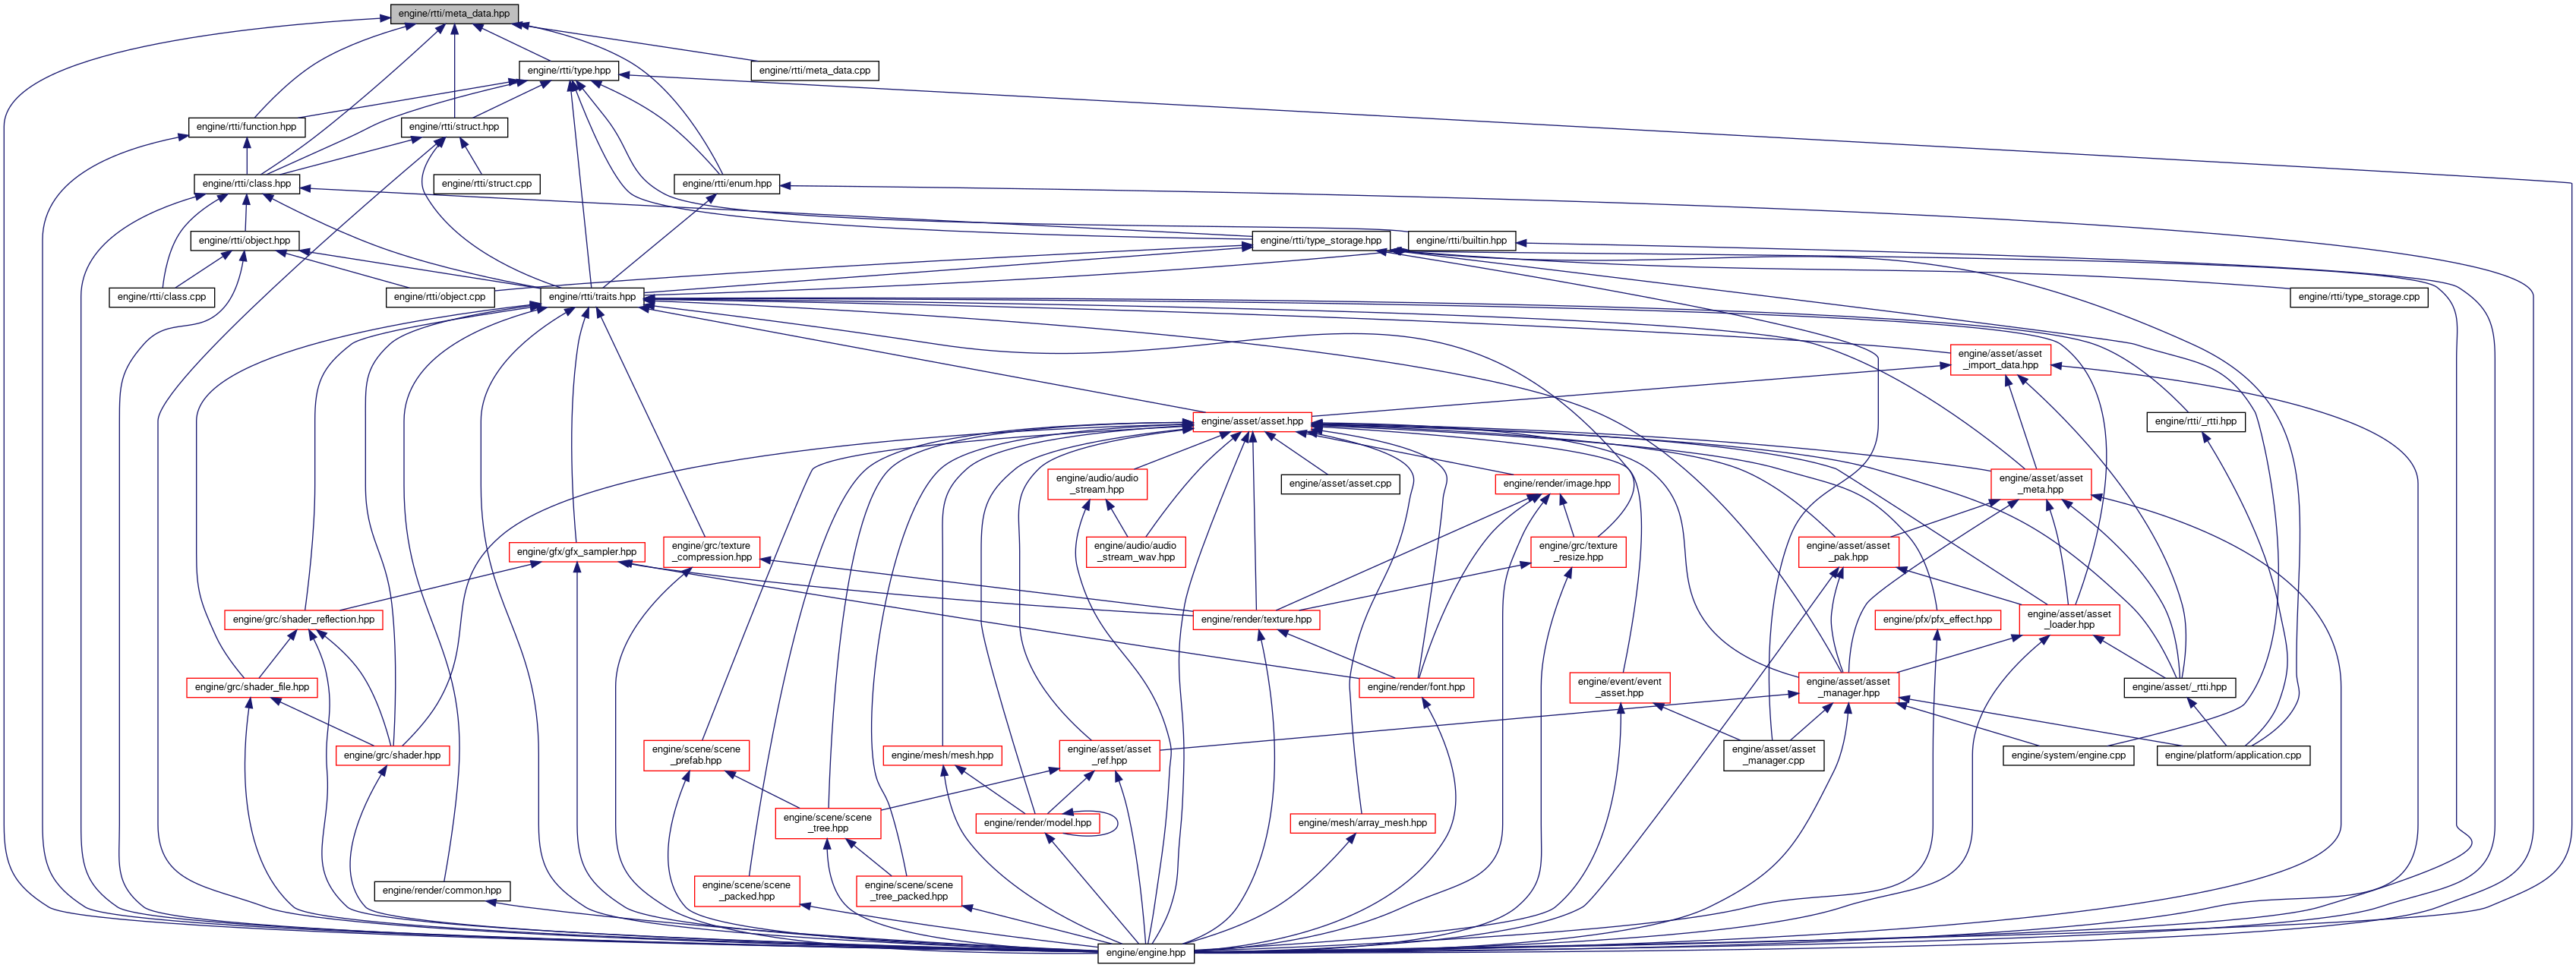 engine/rtti/meta_data.hpp
engine/rtti/type.hpp
engine/rtti/meta_data.cpp
engine/rtti/function.hpp
engine/rtti/struct.hpp
engine/rtti/class.hpp
engine/rtti/struct.cpp
engine/rtti/enum.hpp
engine/rtti/object.hpp
engine/rtti/type_storage.hpp
engine/rtti/builtin.hpp
engine/rtti/class.cpp
engine/rtti/object.cpp
engine/rtti/traits.hpp
engine/rtti/type_storage.cpp
engine/asset/asset
_import_data.hpp
engine/asset/asset.hpp
engine/rtti/_rtti.hpp
engine/audio/audio
_stream.hpp
engine/asset/asset.cpp
engine/render/image.hpp
engine/asset/asset
_meta.hpp
engine/gfx/gfx_sampler.hpp
engine/grc/texture
_compression.hpp
engine/audio/audio
_stream_wav.hpp
engine/grc/texture
_resize.hpp
engine/asset/asset
_pak.hpp
engine/grc/shader_reflection.hpp
engine/render/texture.hpp
engine/pfx/pfx_effect.hpp
engine/asset/asset
_loader.hpp
engine/grc/shader_file.hpp
engine/render/font.hpp
engine/event/event
_asset.hpp
engine/asset/asset
_manager.hpp
engine/asset/_rtti.hpp
engine/grc/shader.hpp
engine/scene/scene
_prefab.hpp
engine/mesh/mesh.hpp
engine/asset/asset
_ref.hpp
engine/asset/asset
_manager.cpp
engine/system/engine.cpp
engine/platform/application.cpp
engine/scene/scene
_tree.hpp
engine/render/model.hpp
engine/mesh/array_mesh.hpp
engine/render/common.hpp
engine/scene/scene
_packed.hpp
engine/scene/scene
_tree_packed.hpp
engine/engine.hpp